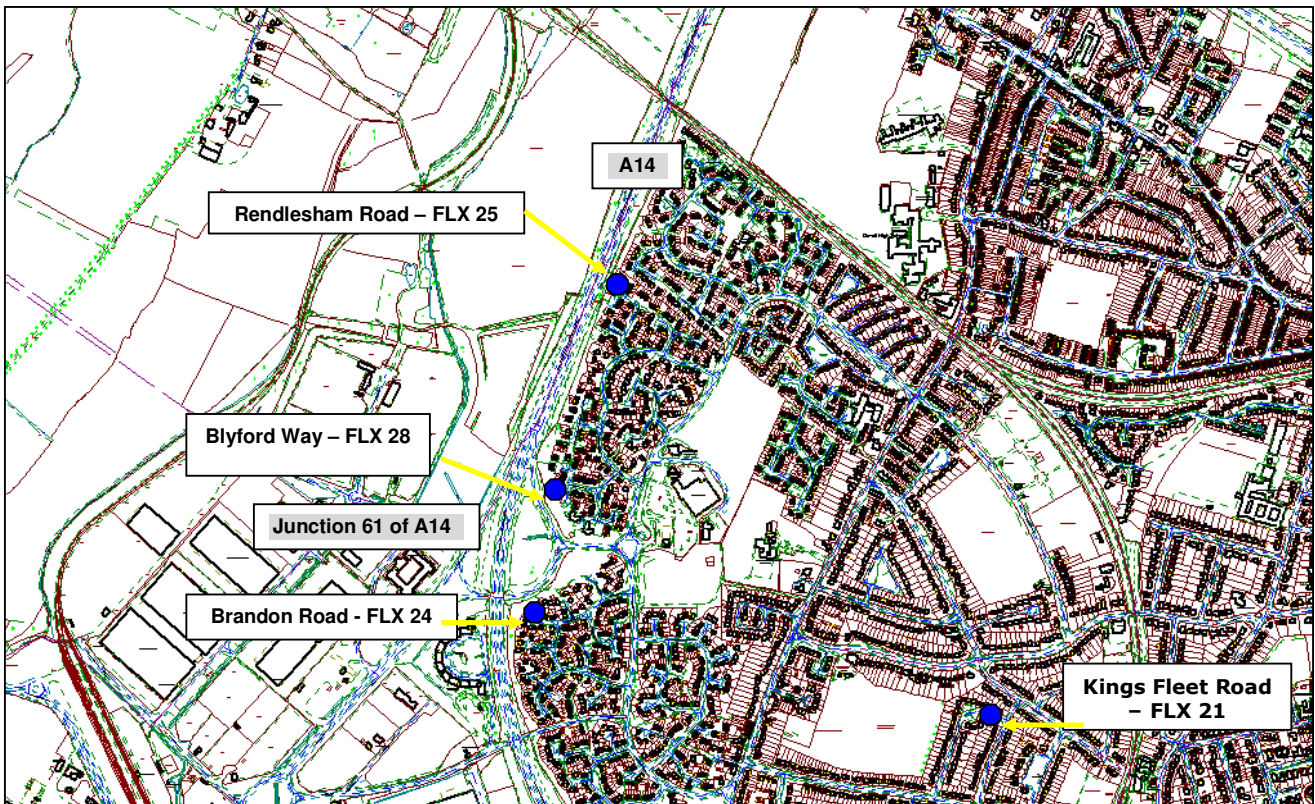 A14
Rendlesham Road – FLX 25
Blyford Way – FLX 28
Junction 61 of A14
Brandon Road - FLX 24
Kings Fleet Road
– FLX 21